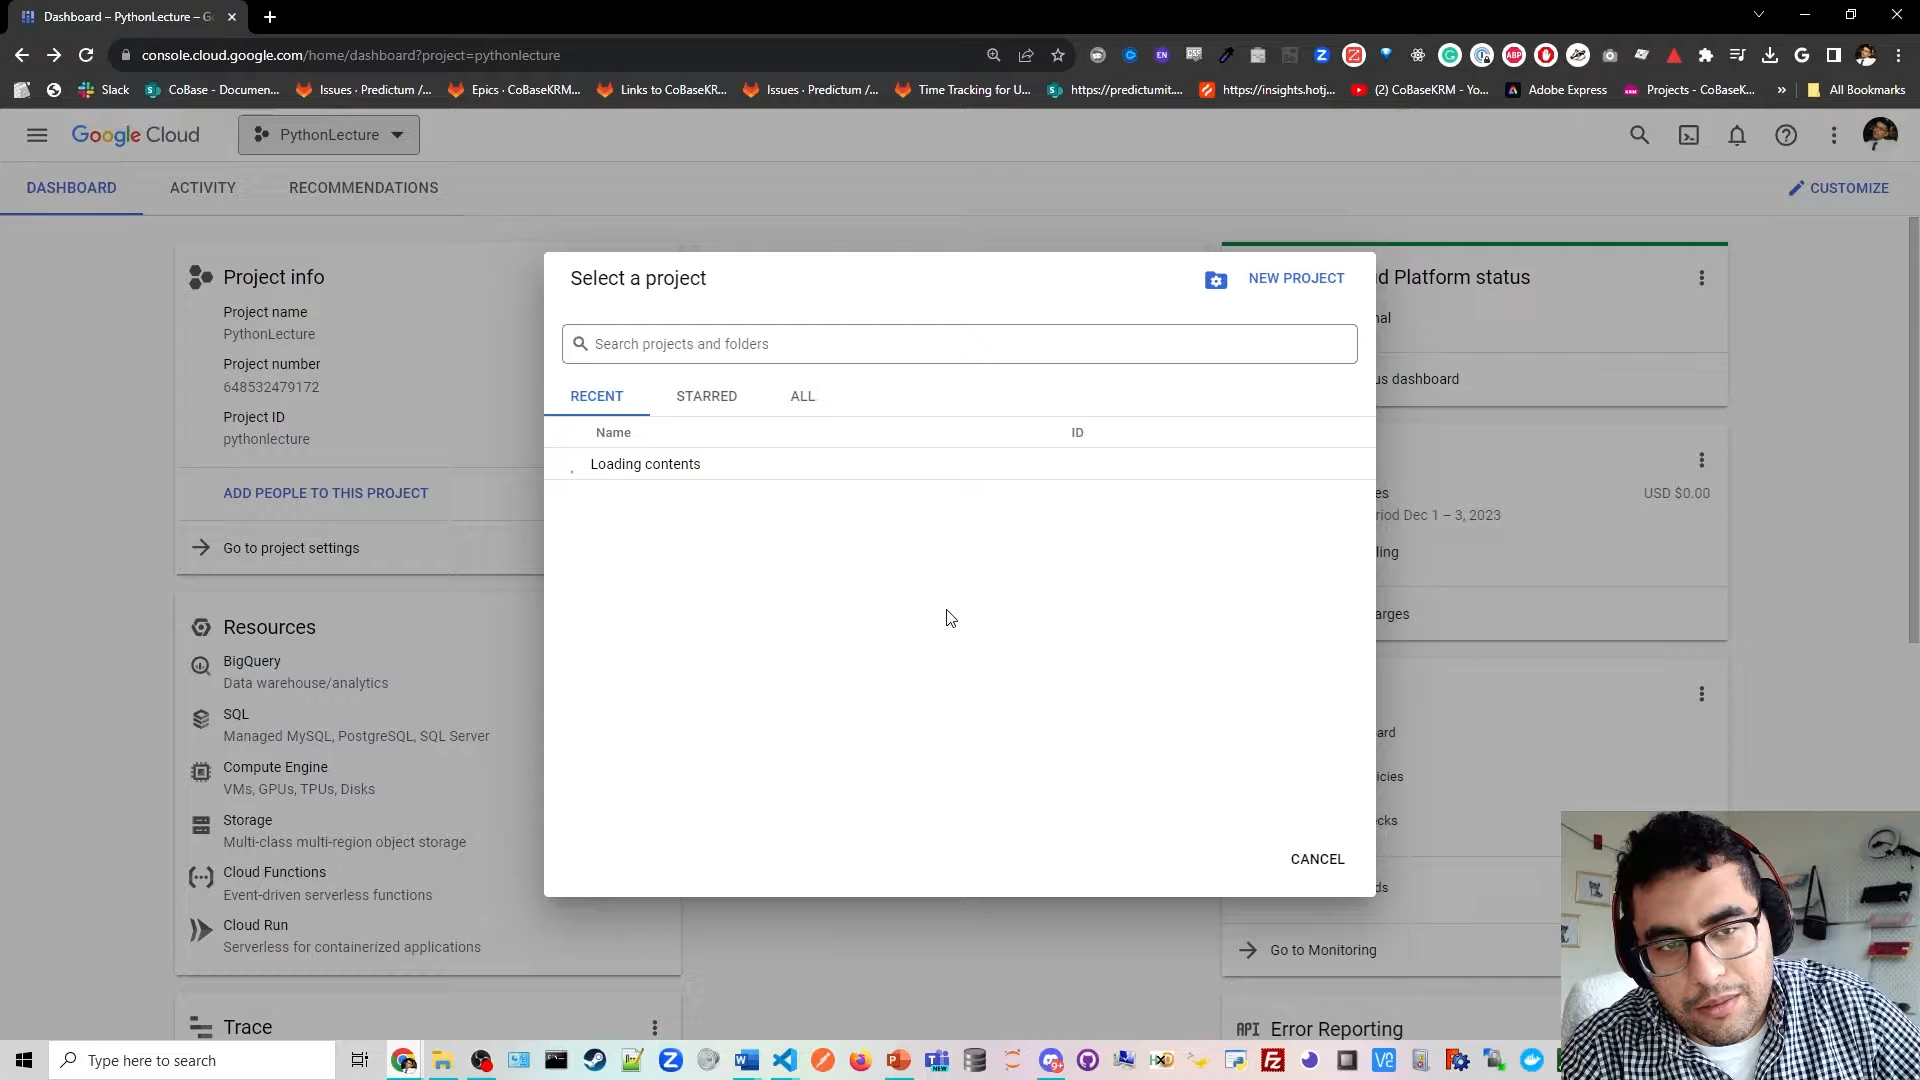 Dashboard – PythonLecture – G
console.cloud.google.com/home/dashboard?project=pythonlecture
Slack
CoBase - Documen...
Issues · Predictum /...
Epics · CoBaseKRM...
Links to CoBaseKR...
Issues · Predictum /...
Time Tracking for U...
https://predictumit....
https://insights.hotj...
(2) CoBaseKRM - Yo...
Adobe Express
Projects - CoBaseK...
»
All Bookmarks
Google Cloud
PythonLecture
DASHBOARD
ACTIVITY
RECOMMENDATIONS
CUSTOMIZE
Project info
Project name
PythonLecture
Project number
648532479172
Project ID
pythonlecture
ADD PEOPLE TO THIS PROJECT
Go to project settings
Resources
BigQuery
Data warehouse/analytics
SQL
Managed MySQL, PostgreSQL, SQL Server
Compute Engine
VMs, GPUs, TPUs, Disks
Storage
Multi-class multi-region object storage
Cloud Functions
Event-driven serverless functions
Cloud Run
Serverless for containerized applications
Trace
Select a project
NEW PROJECT
Search projects and folders
RECENT
STARRED
ALL
Name
ID
Loading contents
CANCEL
d Platform status
nal
us dashboard
es
USD $0.00
riod Dec 1 – 3, 2023
ling
arges
ard
icies
cks
ds
Go to Monitoring
API
Error Reporting
Type here to search